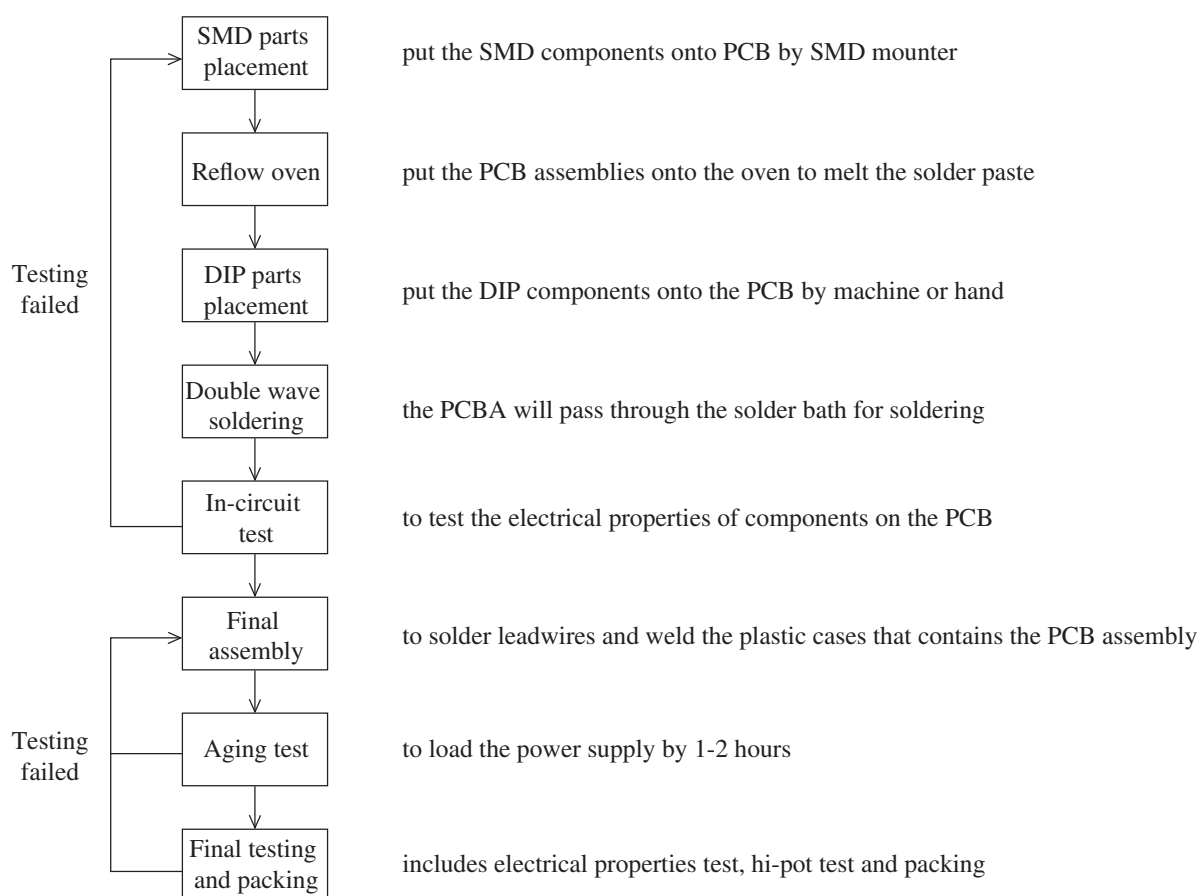 SMD parts
placement
put the SMD components onto PCB by SMD mounter
Reflow oven
put the PCB assemblies onto the oven to melt the solder paste
Testing
failed
DIP parts
placement
put the DIP components onto the PCB by machine or hand
Double wave
soldering
the PCBA will pass through the solder bath for soldering
In-circuit
test
to test the electrical properties of components on the PCB
Final
assembly
to solder leadwires and weld the plastic cases that contains the PCB assembly
Testing
failed
Aging test
to load the power supply by 1-2 hours
Final testing
and packing
includes electrical properties test, hi-pot test and packing